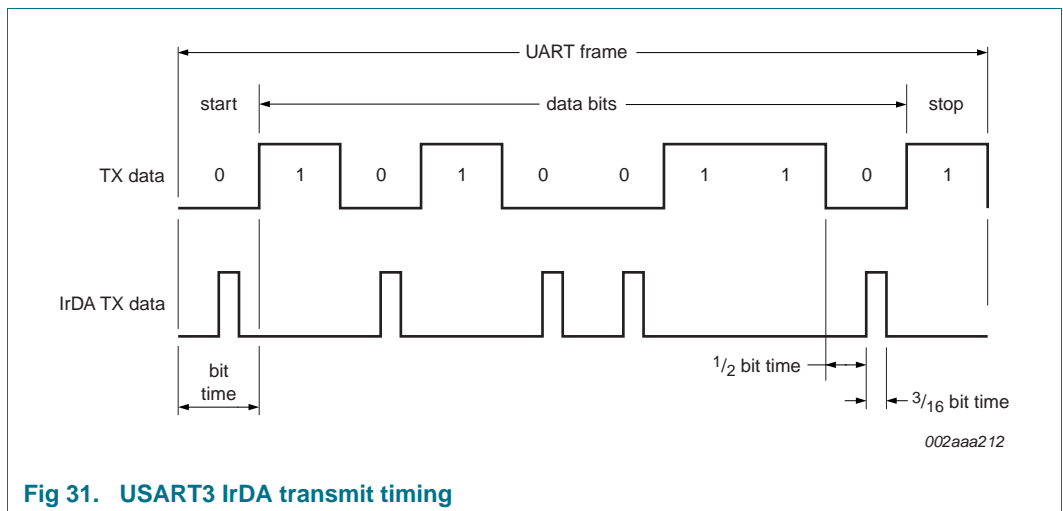 UART frame
start data bits stop
TX data 0 1 0 1 0 0 1 1 0 1
IrDA TX data
bit
time
1/2 bit time
3/16 bit time
002aaa212
Fig 31. USART3 IrDA transmit timing